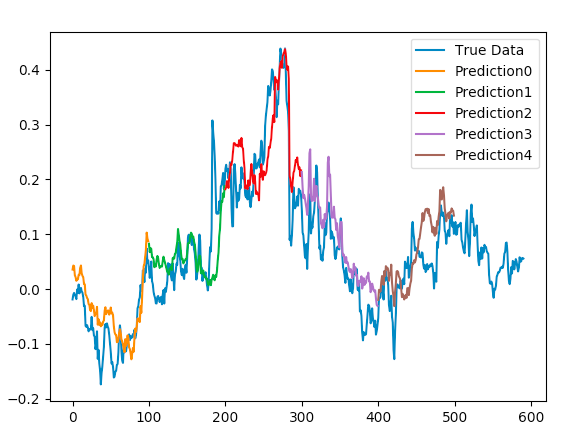 True Data
Prediction0
Prediction1
Prediction2
Prediction3
Prediction4
0.4
0.3
0.2
0.1
0.0
−0.1
−0.2
0 100 200 300 400 500 600